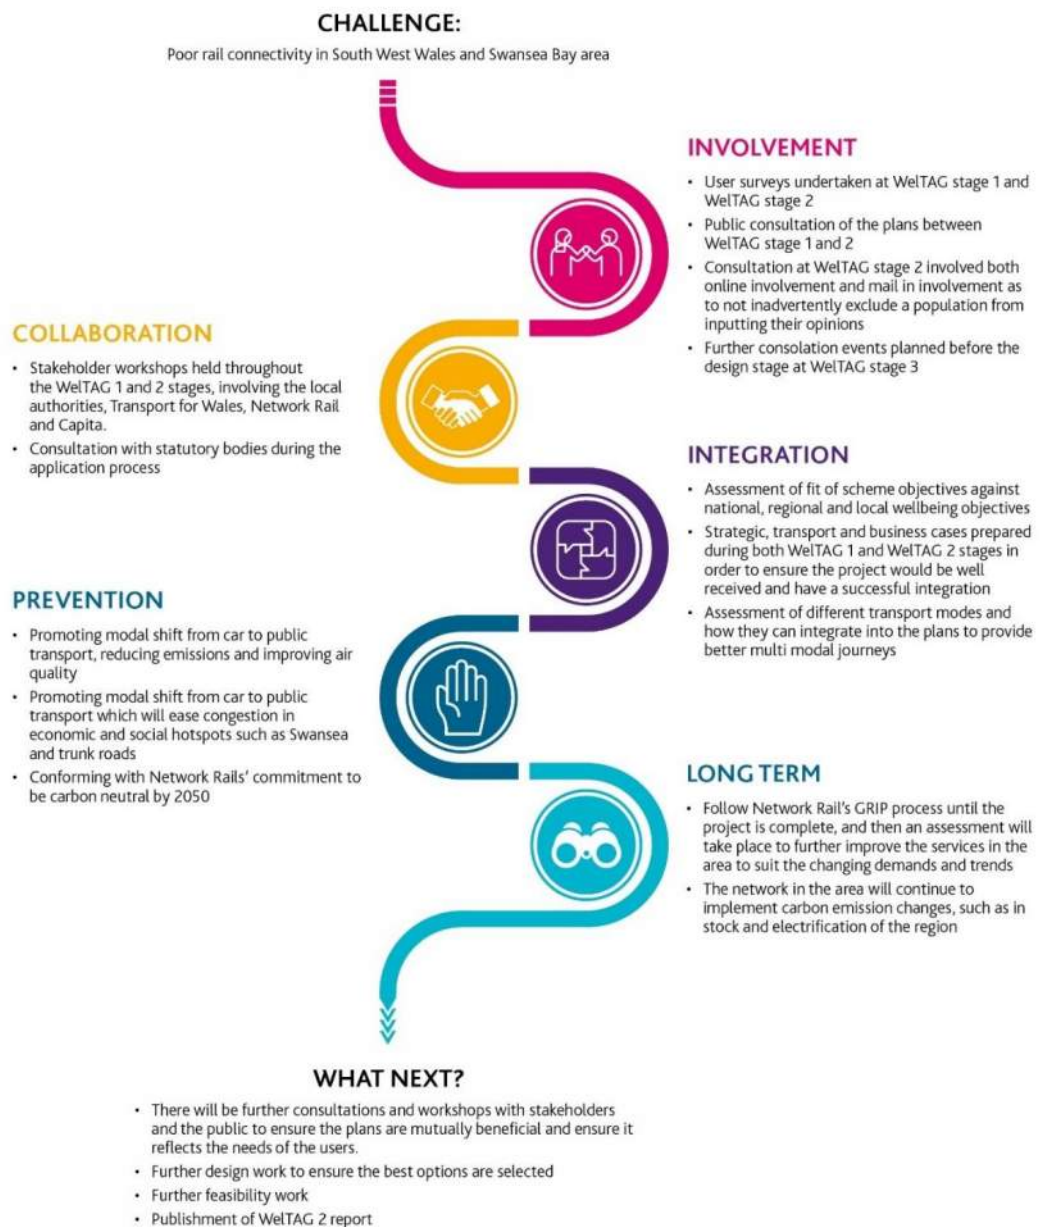 CHALLENGE:
Poor rail connectivity in South West Wales and Swansea Bay area
INVOLVEMENT
• User surveys undertaken at WelTAG stage 1 and
WelTAG stage 2
• Public consultation of the plans between
WelTAG stage 1 and 2
• Consultation at WelTAG stage 2 involved both
online involvement and mail in involvement as
to not inadvertently exclude a population from
inputting their opinions
• Further consolation events planned before the
design stage at WelTAG stage 3
COLLABORATION
• Stakeholder workshops held throughout
the WelTAG 1 and 2 stages, involving the local
authorities, Transport for Wales, Network Rail
and Capita.
• Consultation with statutory bodies during the
application process
INTEGRATION
• Assessment of fit of scheme objectives against
national, regional and local wellbeing objectives
• Strategic, transport and business cases prepared
during both WelTAG 1 and WelTAG 2 stages in
order to ensure the project would be well
received and have a successful integration
• Assessment of different transport modes and
how they can integrate into the plans to provide
better multi modal journeys
PREVENTION
• Promoting modal shift from car to public
transport, reducing emissions and improving air
quality
• Promoting modal shift from car to public
transport which will ease congestion in
economic and social hotspots such as Swansea
and trunk roads
• Conforming with Network Rails' commitment to
be carbon neutral by 2050
LONG TERM
• Follow Network Rail's GRIP process until the
project is complete, and then an assessment will
take place to further improve the services in the
area to suit the changing demands and trends
• The network in the area will continue to
implement carbon emission changes, such as in
stock and electrification of the region
WHAT NEXT?
• There will be further consultations and workshops with stakeholders
and the public to ensure the plans are mutually beneficial and ensure it
reflects the needs of the users.
• Further design work to ensure the best options are selected
• Further feasibility work
• Publishment of WelTAG 2 report